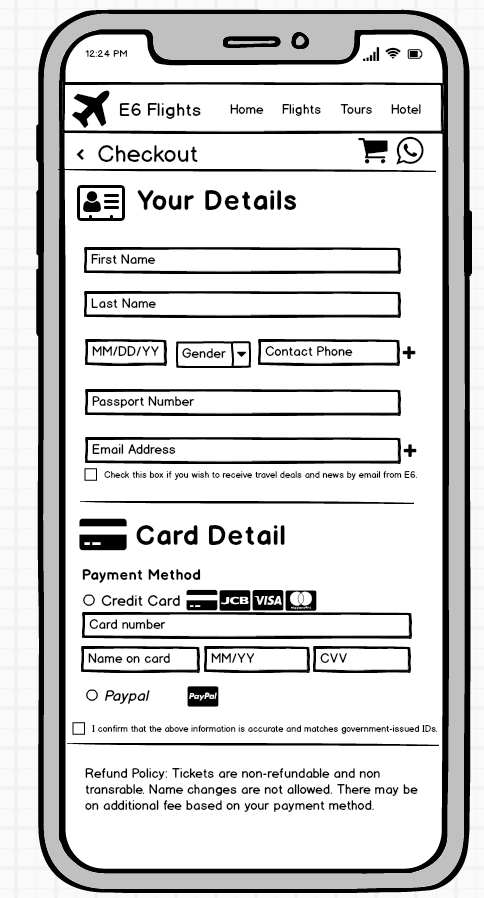 12:24 PM
E6 Flights Home Flights Tours Hotel
< Checkout
Your Details
First Name
Last Name
MM/DD/YY Gender Contact Phone +
Passport Number
Email Address +
Check this box if you wish to receive travel deals and news by email from E6.
Card Detail
Payment Method
Credit Card JCB VISA MasterCard
Card number
Name on card MM/YY CVV
Paypal PayPal
I confirm that the above information is accurate and matches government-issued IDs.
Refund Policy: Tickets are non-refundable and non
transrable. Name changes are not allowed. There may be
on additional fee based on your payment method.